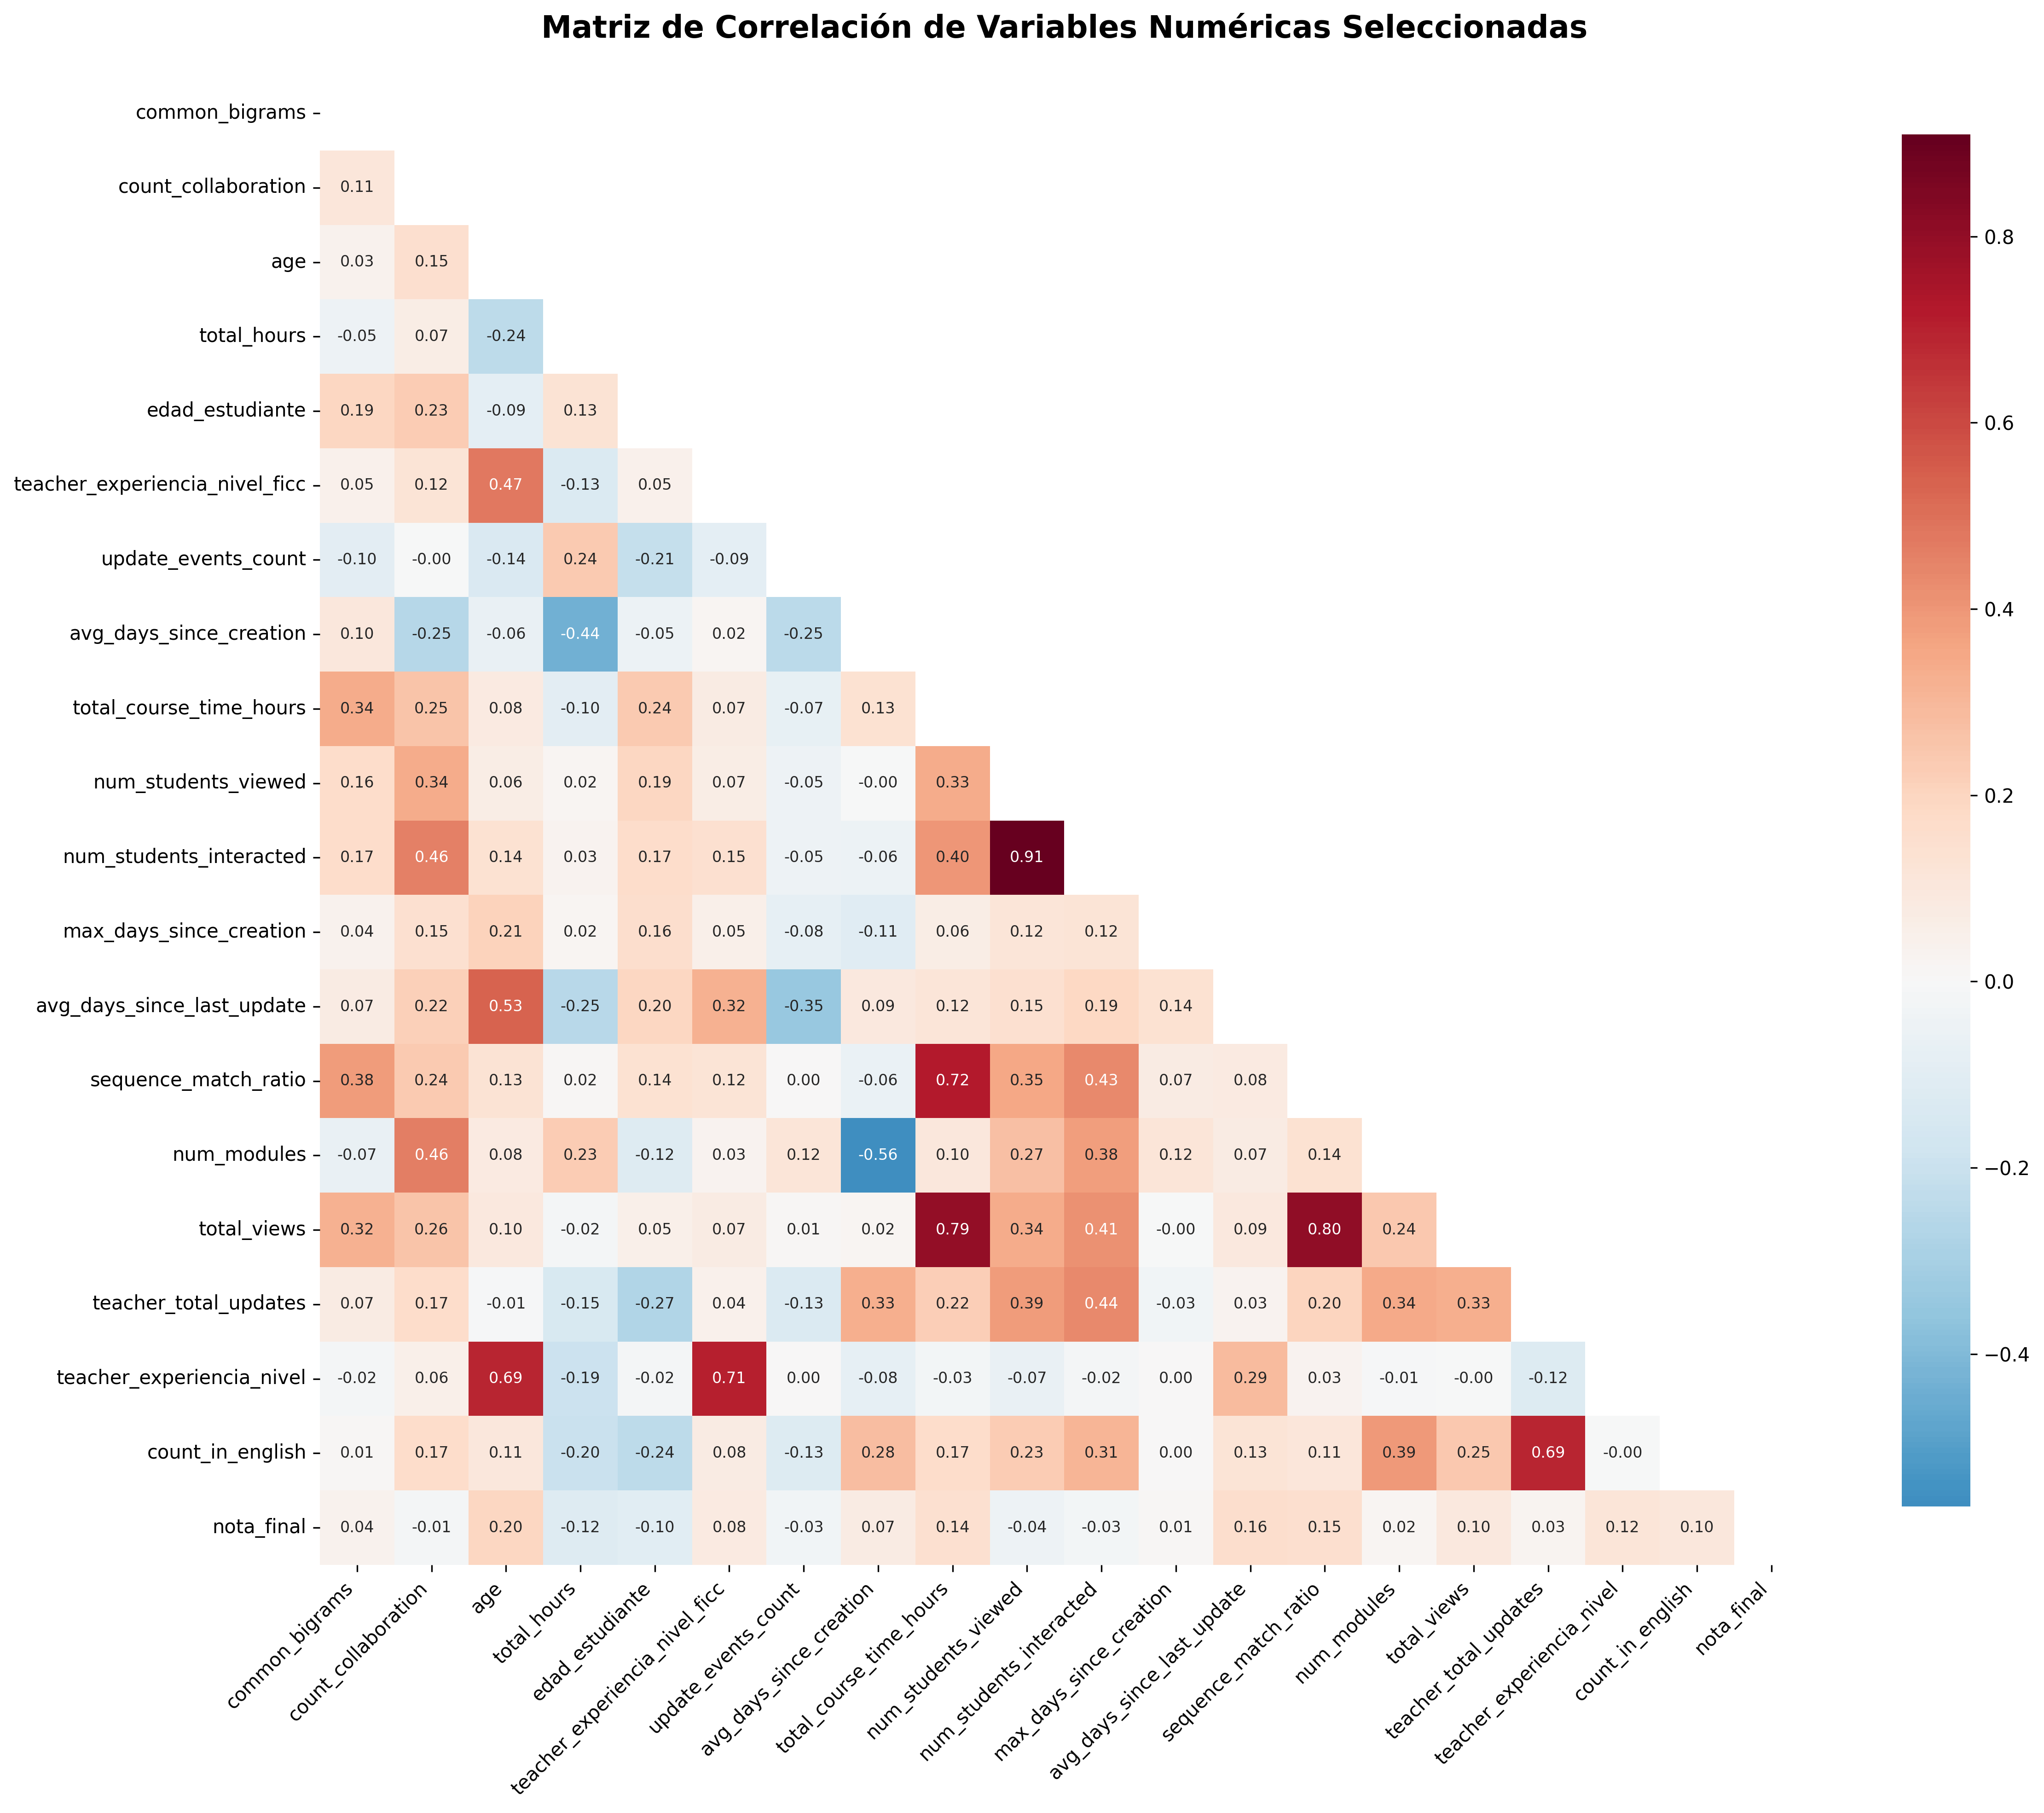 Matriz de Correlación de Variables Numéricas Seleccionadas
common_bigrams
count_collaboration 0.11
age 0.03 0.15
total_hours -0.05 0.07 -0.24
edad_estudiante 0.19 0.23 -0.09 0.13
teacher_experiencia_nivel_ficc 0.05 0.12 0.47 -0.13 0.05
update_events_count -0.10 -0.00 -0.14 0.24 -0.21 -0.09
avg_days_since_creation 0.10 -0.25 -0.06 -0.44 -0.05 0.02 -0.25
total_course_time_hours 0.34 0.25 0.08 -0.10 0.24 0.07 -0.07 0.13
num_students_viewed 0.16 0.34 0.06 0.02 0.19 0.07 -0.05 -0.00 0.33
num_students_interacted 0.17 0.46 0.14 0.03 0.17 0.15 -0.05 -0.06 0.40 0.91
max_days_since_creation 0.04 0.15 0.21 0.02 0.16 0.05 -0.08 -0.11 0.06 0.12 0.12
avg_days_since_last_update 0.07 0.22 0.53 -0.25 0.20 0.32 -0.35 0.09 0.12 0.15 0.19 0.14
sequence_match_ratio 0.38 0.24 0.13 0.02 0.14 0.12 0.00 -0.06 0.72 0.35 0.43 0.07 0.08
num_modules -0.07 0.46 0.08 0.23 -0.12 0.03 0.12 -0.56 0.10 0.27 0.38 0.12 0.07 0.14
total_views 0.32 0.26 0.10 -0.02 0.05 0.07 0.01 0.02 0.79 0.34 0.41 -0.00 0.09 0.80 0.24
teacher_total_updates 0.07 0.17 -0.01 -0.15 -0.27 0.04 -0.13 0.33 0.22 0.39 0.44 -0.03 0.03 0.20 0.34 0.33
teacher_experiencia_nivel -0.02 0.06 0.69 -0.19 -0.02 0.71 0.00 -0.08 -0.03 -0.07 -0.02 0.00 0.29 0.03 -0.01 -0.00 -0.12
count_in_english 0.01 0.17 0.11 -0.20 -0.24 0.08 -0.13 0.28 0.17 0.23 0.31 0.00 0.13 0.11 0.39 0.25 0.69 -0.00
nota_final 0.04 -0.01 0.20 -0.12 -0.10 0.08 -0.03 0.07 0.14 -0.04 -0.03 0.01 0.16 0.15 0.02 0.10 0.03 0.12 0.10
common_bigrams
count_collaboration
age
total_hours
edad_estudiante
teacher_experiencia_nivel_ficc
update_events_count
avg_days_since_creation
total_course_time_hours
num_students_viewed
num_students_interacted
max_days_since_creation
avg_days_since_last_update
sequence_match_ratio
num_modules
total_views
teacher_total_updates
teacher_experiencia_nivel
count_in_english
nota_final
0.8
0.6
0.4
0.2
0.0
−0.2
−0.4